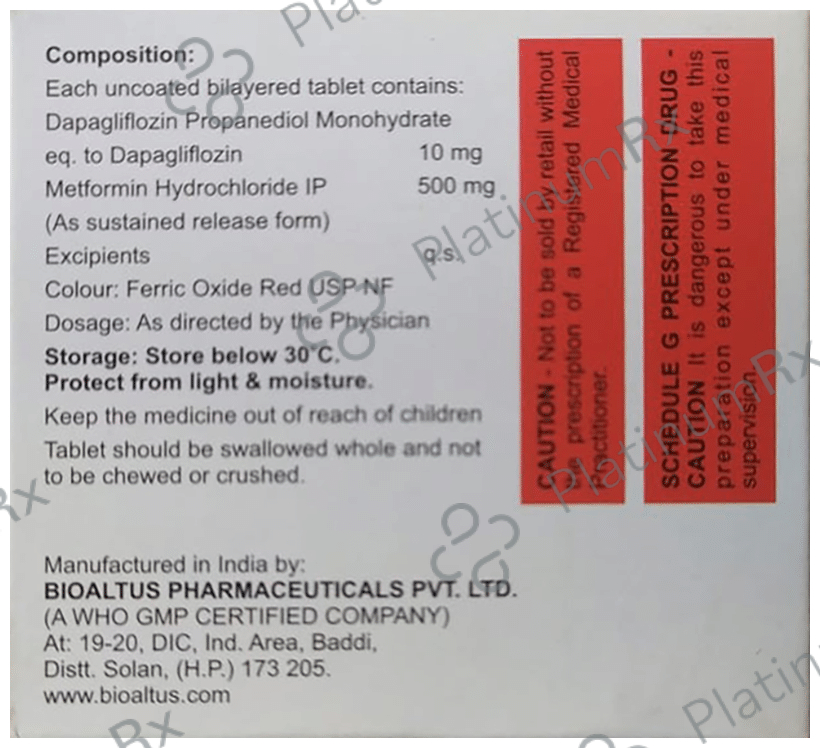 Composition:
Each uncoated bilayered tablet contains:
Dapagliflozin Propanediol Monohydrate
eq. to Dapagliflozin 10 mg
Metformin Hydrochloride IP 500 mg
(As sustained release form)
Excipients q.s.
Colour: Ferric Oxide Red USP-NF
Dosage: As directed by the Physician
Storage: Store below 30°C.
Protect from light & moisture.
Keep the medicine out of reach of children
Tablet should be swallowed whole and not
to be chewed or crushed.
Manufactured in India by:
BIOALTUS PHARMACEUTICALS PVT. LTD.
(A WHO GMP CERTIFIED COMPANY)
At: 19-20, DIC, Ind. Area, Baddi,
Distt. Solan, (H.P.) 173 205.
www.bioaltus.com
CAUTION - Not to be sold by retail without
the prescription of a Registered Medical
Practitioner.
SCHEDULE G PRESCRIPTION DRUG -
CAUTION It is dangerous to take this
preparation except under medical
supervision.
PlatinumRx
PlatinumRx